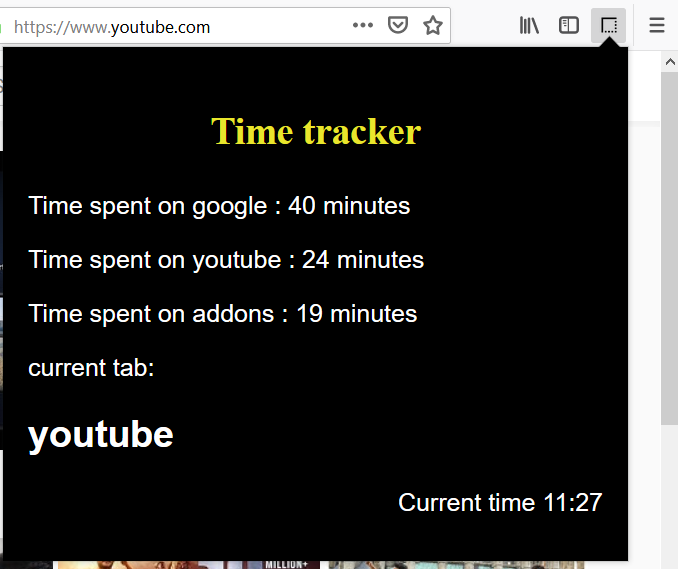 https://www.youtube.com
Time tracker
Time spent on google : 40 minutes
Time spent on youtube : 24 minutes
Time spent on addons : 19 minutes
current tab:
youtube
Current time 11:27
MILLION+